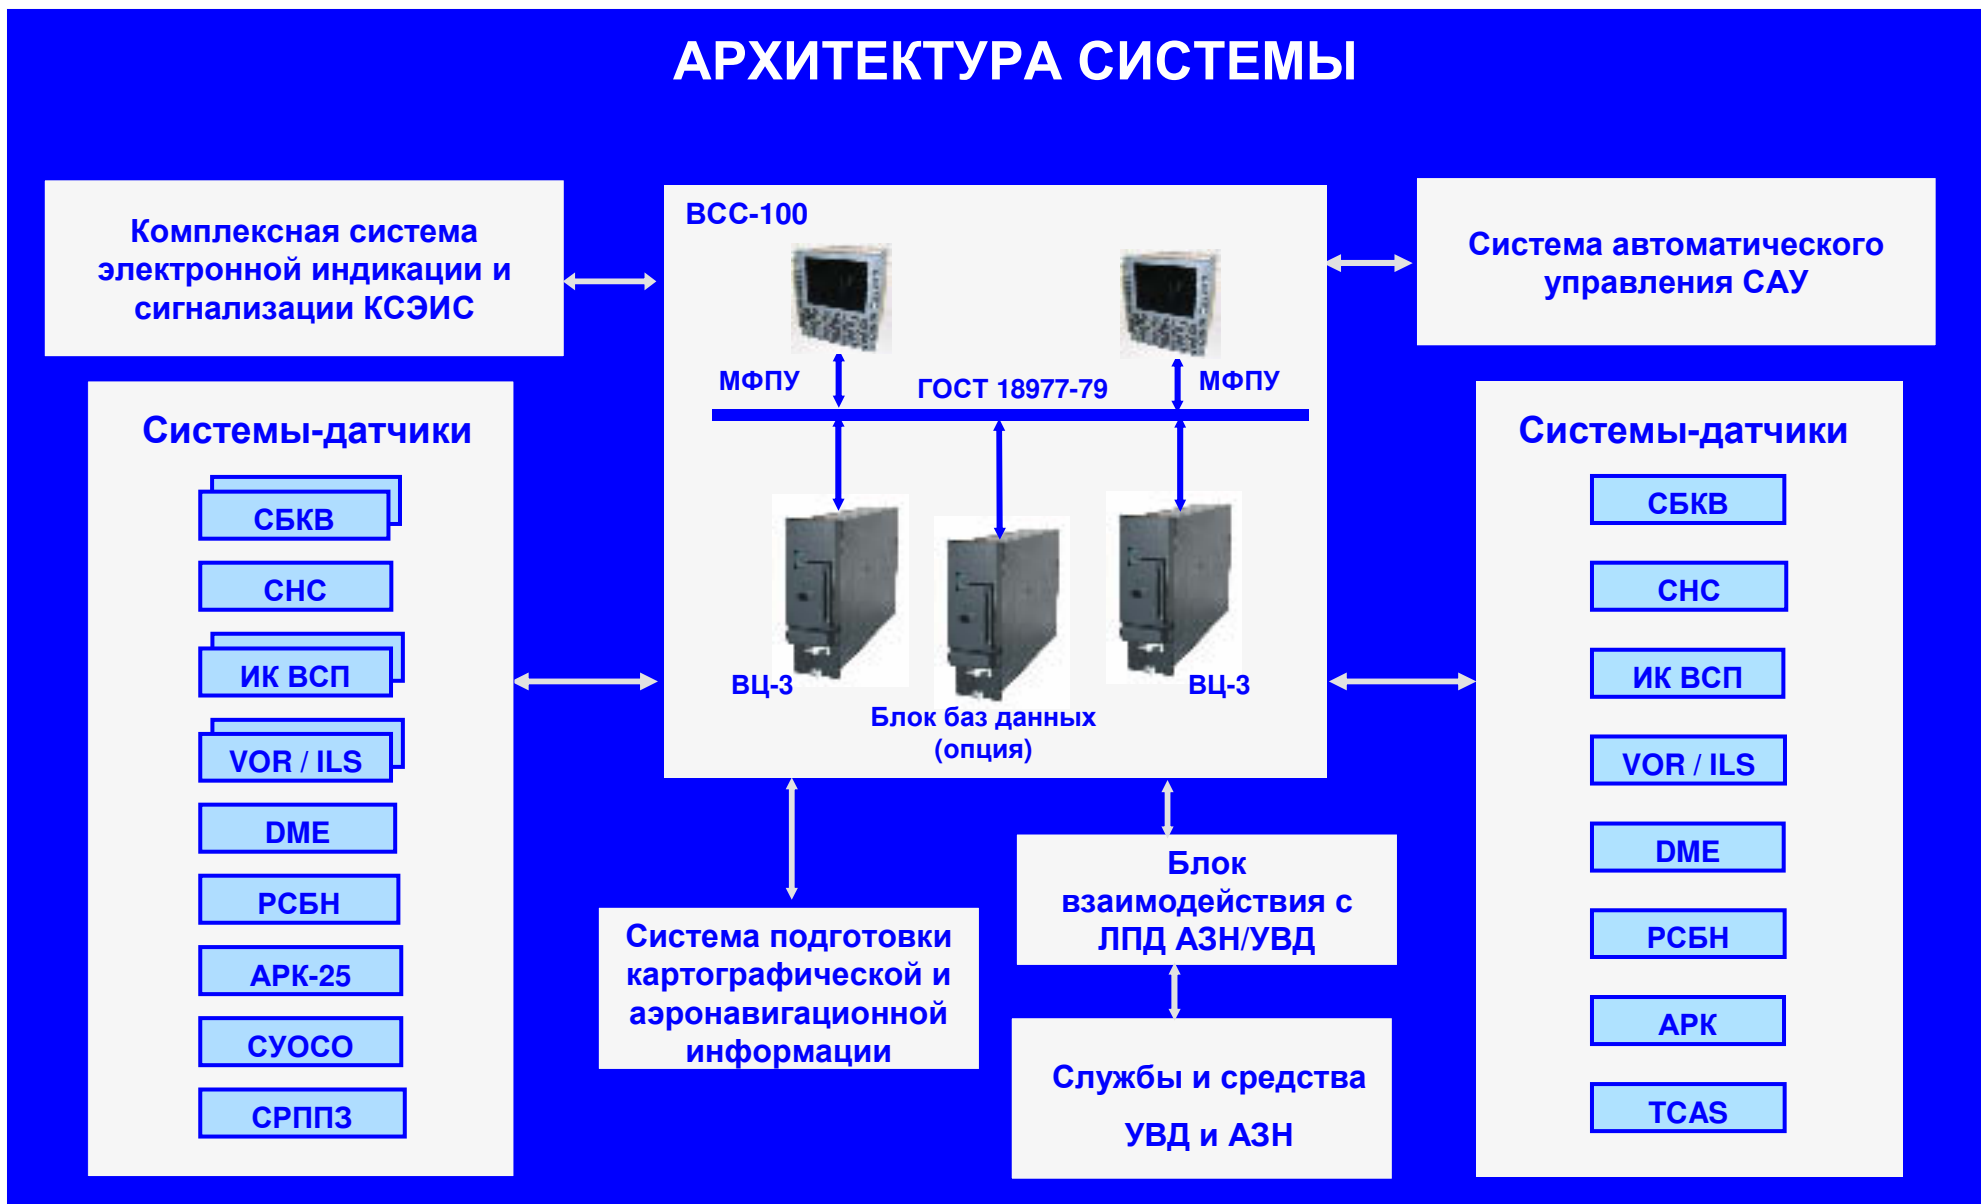 АРХИТЕКТУРА СИСТЕМЫ
Комплексная система
электронной индикации и
сигнализации КСЭИС
ВСС-100
МФПУ
ГОСТ 18977-79
МФПУ
ВЦ-3
ВЦ-3
Блок баз данных
(опция)
Система автоматического
управления САУ
Системы-датчики
СБКВ
СНС
ИК ВСП
VOR / ILS
DME
РСБН
АРК-25
СУОСО
СРППЗ
Система подготовки
картографической и
аэронавигационной
информации
Блок
взаимодействия с
ЛПД АЗН/УВД
Службы и средства
УВД и АЗН
Системы-датчики
СБКВ
СНС
ИК ВСП
VOR / ILS
DME
РСБН
АРК
TCAS